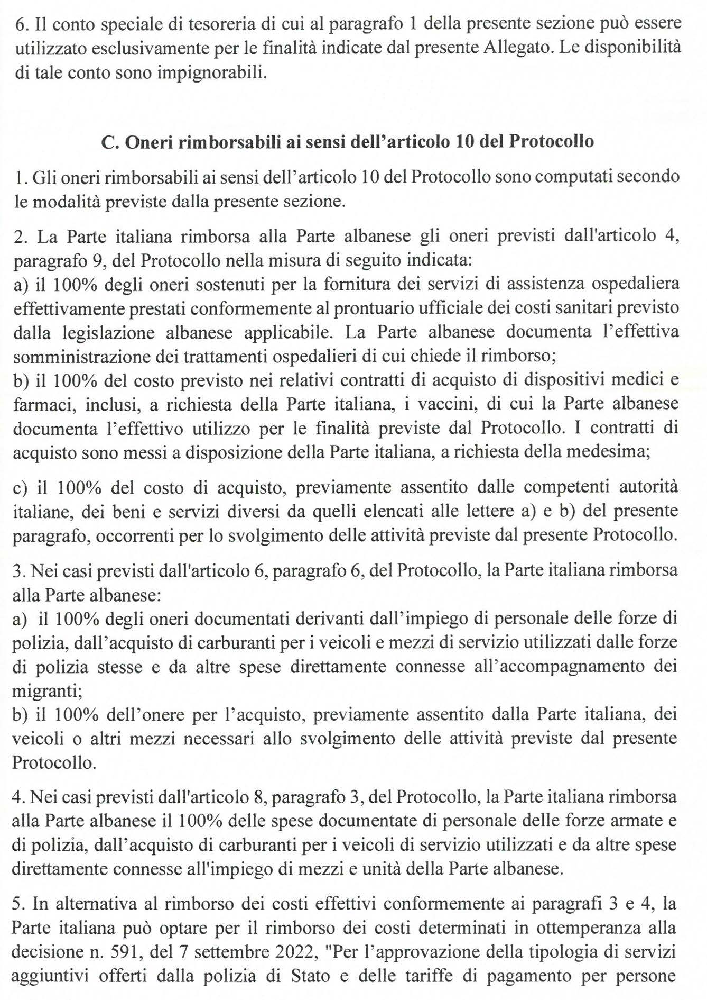 6. Il conto speciale di tesoreria di cui al paragrafo 1 della presente sezione può essere
utilizzato esclusivamente per le finalità indicate dal presente Allegato. Le disponibilità
di tale conto sono impignorabili.
C. Oneri rimborsabili ai sensi dell’articolo 10 del Protocollo
1. Gli oneri rimborsabili ai sensi dell’articolo 10 del Protocollo sono computati secondo
le modalità previste dalla presente sezione.
2. La Parte italiana rimborsa alla Parte albanese gli oneri previsti dall'articolo 4,
paragrafo 9, del Protocollo nella misura di seguito indicata:
a) il 100% degli oneri sostenuti per la fornitura dei servizi di assistenza ospedaliera
effettivamente prestati conformemente al prontuario ufficiale dei costi sanitari previsto
dalla legislazione albanese applicabile. La Parte albanese documenta l’effettiva
somministrazione dei trattamenti ospedalieri di cui chiede il rimborso;
b) il 100% del costo previsto nei relativi contratti di acquisto di dispositivi medici e
farmaci, inclusi, a richiesta della Parte italiana, i vaccini, di cui la Parte albanese
documenta l’effettivo utilizzo per le finalità previste dal Protocollo. I contratti di
acquisto sono messi a disposizione della Parte italiana, a richiesta della medesima;
c) il 100% del costo di acquisto, previamente assentito dalle competenti autorità
italiane, dei beni e servizi diversi da quelli elencati alle lettere a) e b) del presente
paragrafo, occorrenti per lo svolgimento delle attività previste dal presente Protocollo.
3. Nei casi previsti dall'articolo 6, paragrafo 6, del Protocollo, la Parte italiana rimborsa
alla Parte albanese:
a) il 100% degli oneri documentati derivanti dall’impiego di personale delle forze di
polizia, dall’acquisto di carburanti per i veicoli e mezzi di servizio utilizzati dalle forze
di polizia stesse e da altre spese direttamente connesse all’accompagnamento dei
migranti;
b) il 100% dell’onere per l’acquisto, previamente assentito dalla Parte italiana, dei
veicoli o altri mezzi necessari allo svolgimento delle attività previste dal presente
Protocollo.
4. Nei casi previsti dall'articolo 8, paragrafo 3, del Protocollo, la Parte italiana rimborsa
alla Parte albanese il 100% delle spese documentate di personale delle forze armate e
di polizia, dall’acquisto di carburanti per i veicoli di servizio utilizzati e da altre spese
direttamente connesse all'impiego di mezzi e unità della Parte albanese.
5. In alternativa al rimborso dei costi effettivi conformemente ai paragrafi 3 e 4, la
Parte italiana può optare per il rimborso dei costi determinati in ottemperanza alla
decisione n. 591, del 7 settembre 2022, "Per l’approvazione della tipologia di servizi
aggiuntivi offerti dalla polizia di Stato e delle tariffe di pagamento per persone